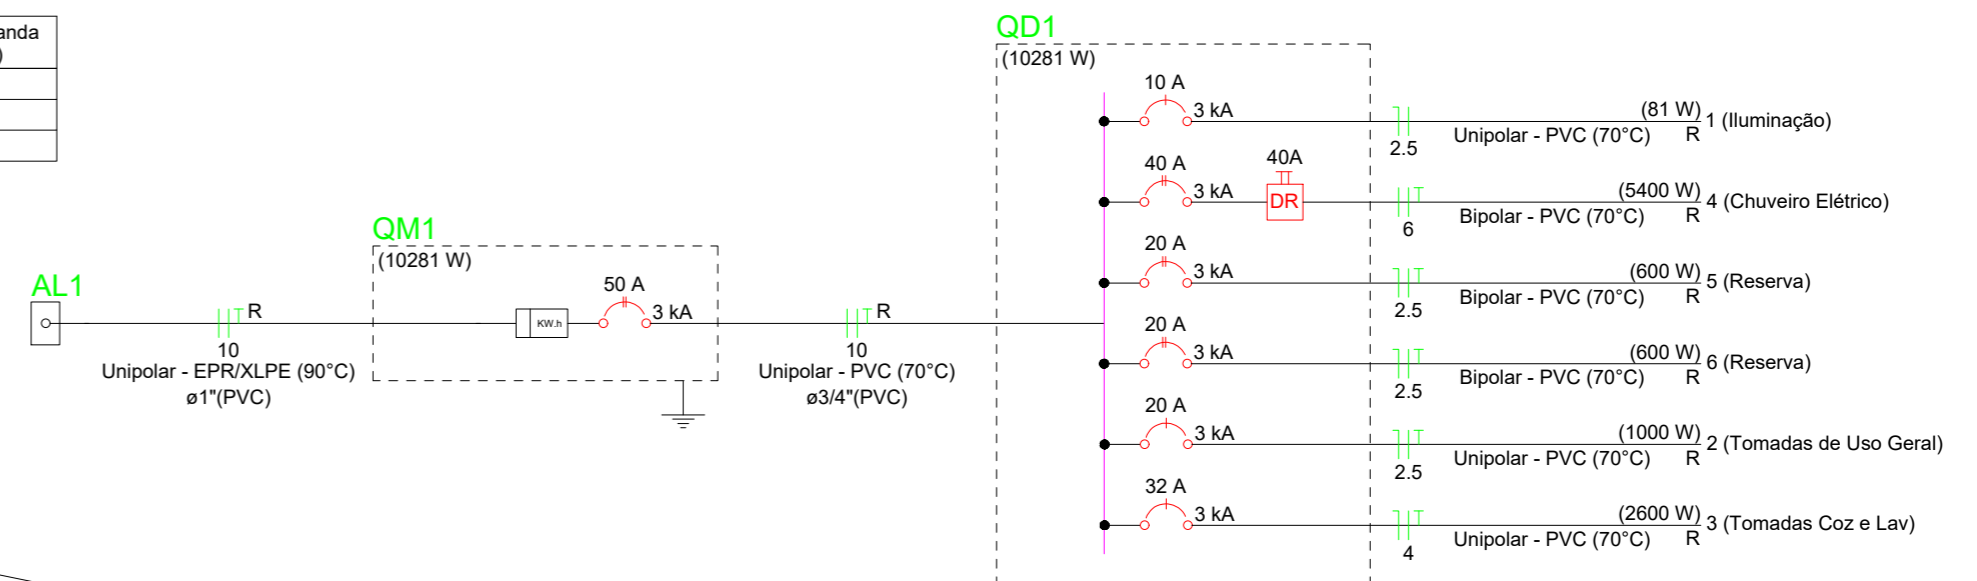 anda
)
AL1
R
10
Unipolar - EPR/XLPE (90°C)
ø1"(PVC)
QM1
(10281 W)
KW.h
50 A
3 kA
R
10
Unipolar - PVC (70°C)
ø3/4"(PVC)
QD1
(10281 W)
10 A
3 kA
2.5
Unipolar - PVC (70°C)
(81 W)
R
1 (Iluminação)
40 A
3 kA
40A
DR
6
Bipolar - PVC (70°C)
(5400 W)
R
4 (Chuveiro Elétrico)
20 A
3 kA
2.5
Bipolar - PVC (70°C)
(600 W)
R
5 (Reserva)
20 A
3 kA
2.5
Bipolar - PVC (70°C)
(600 W)
R
6 (Reserva)
20 A
3 kA
2.5
Unipolar - PVC (70°C)
(1000 W)
R
2 (Tomadas de Uso Geral)
32 A
3 kA
4
Unipolar - PVC (70°C)
(2600 W)
R
3 (Tomadas Coz e Lav)